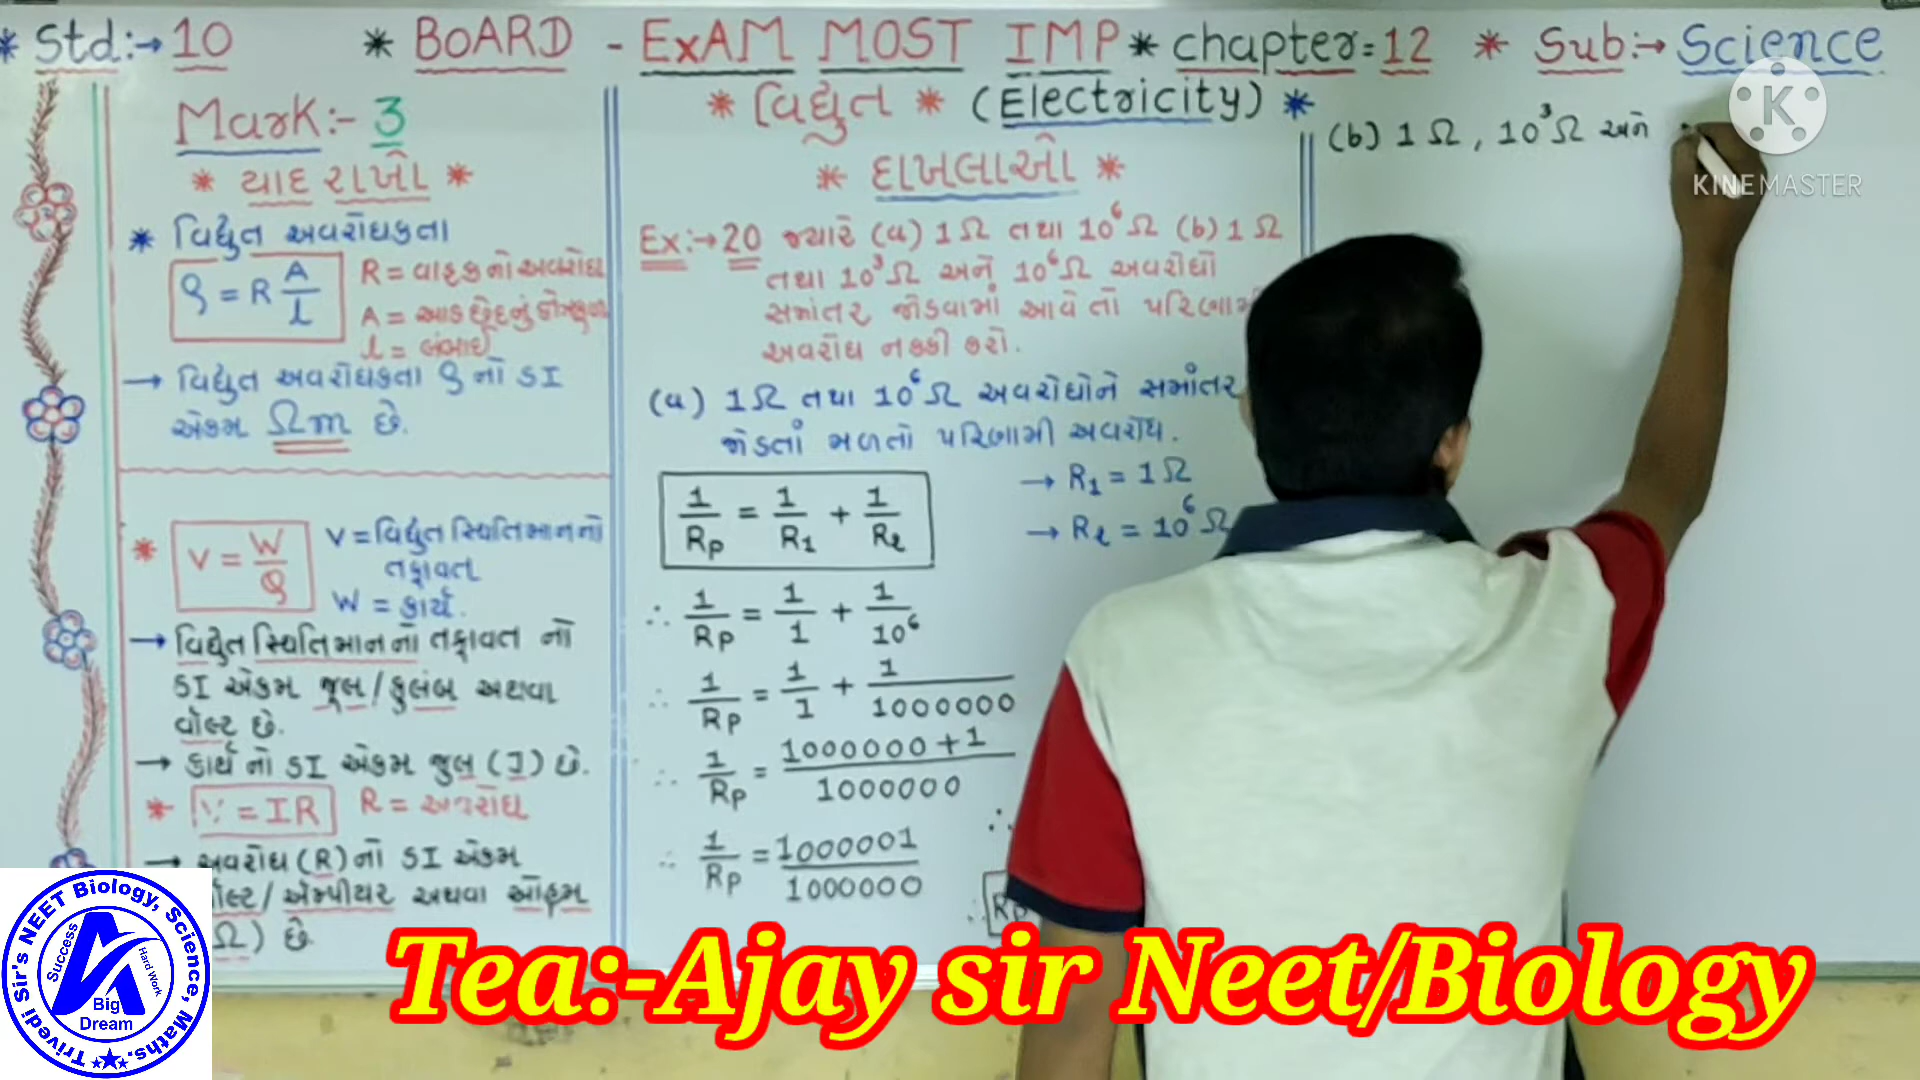 * Std:→ 10 * BOARD - EXAM MOST IMP * chapter=12 * Sub:→ Science
Mark:- 3
* યાદ રાખો *
* વિદ્યુત અવરોધકતા
ρ = R A/l
R = વાહકનો અવરોધ
A = આડછેદનું ક્ષેત્રફળ
l = લંબાઈ
→ વિદ્યુત અવરોધકતા ρ નો SI
એકમ Ωm છે.
* V = W/Q
V = વિદ્યુત સ્થિતિમાનનો
તફાવત
W = કાર્ય.
→ વિદ્યુત સ્થિતિમાનનો તફાવત નો
SI એકમ જૂલ/કુલંબ અથવા
વોલ્ટ છે.
→ કાર્ય નો SI એકમ જુલ (J) છે.
* V = IR R = અવરોધ
→ અવરોધ (R) નો SI એકમ
/ એમ્પીયર અથવા ઓહમ
Ω) છે.
* વિદ્યુત * (Electricity) *
* દાખલાઓ *
Ex:→ 20 જ્યારે (a) 1Ω તથા 10⁶Ω (b) 1Ω
તથા 10³Ω અને 10⁶Ω અવરોધો
સમાંતર જોડવામાં આવે તો
અવરોધ નક્કી કરો.
(a) 1Ω તથા 10⁶Ω અવરોધોને સમાંતર
જોડતાં મળતો પરિણામી અવરોધ.
1/Rp = 1/R1 + 1/R2
→ R1 = 1Ω
→ R2 = 10⁶Ω
∴ 1/Rp = 1/1 + 1/10⁶
∴ 1/Rp = 1/1 + 1/1000000
∴ 1/Rp = 1000000+1/1000000
∴ 1/Rp = 1000001/1000000
(b) 1Ω, 10³Ω અને
KINEMASTER
Trivedi Sir's NEET Biology, Science, Maths.
Success
Hard Work
Big
Dream
Tea:-Ajay sir Neet/Biology